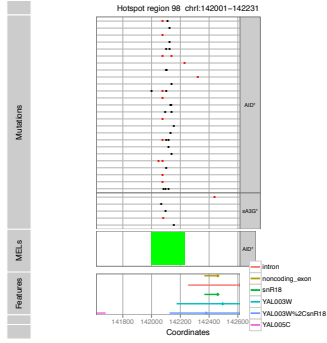 Hotspot region 98 chrI:142001−142231
Mutations
AID*
sA3G*
MELs
AID*
Features
intron
noncoding_exon
snR18
YAL003W
YAL003W%2CsnR18
YAL005C
141800 142000 142200 142400 142600
Coordinates